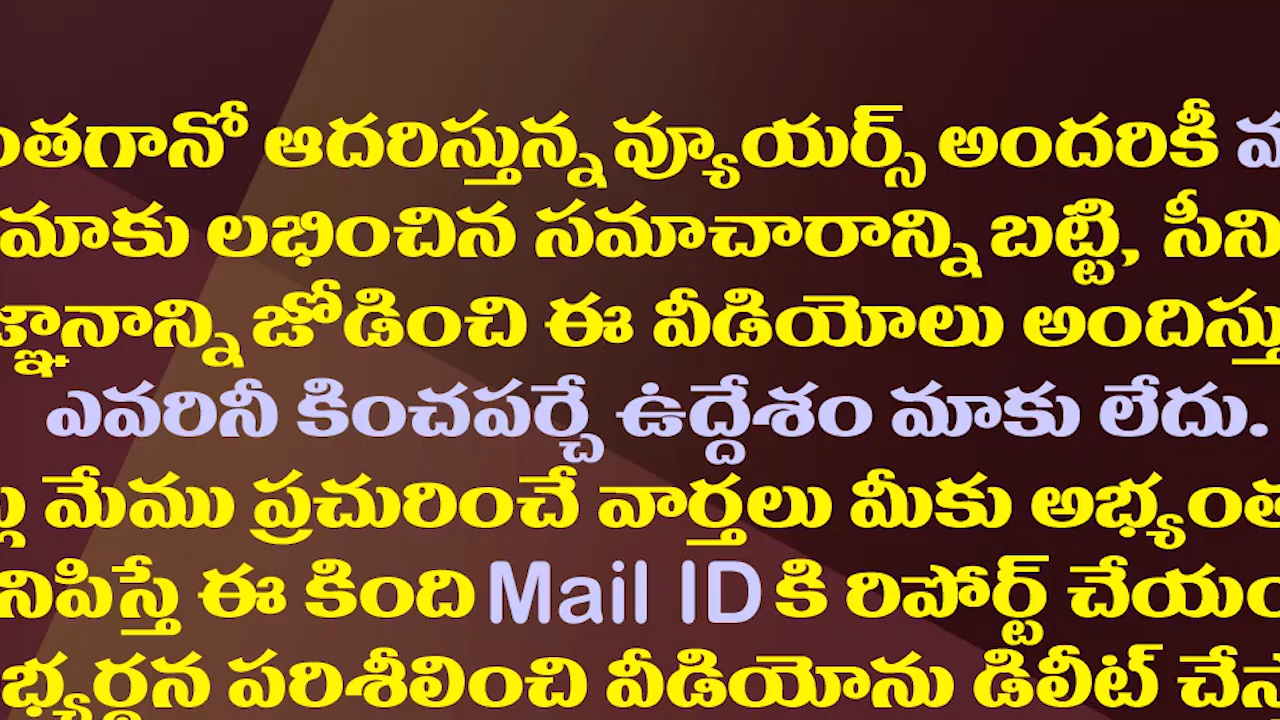 ఆదరిస్తున్న వ్యూయర్స్ అందరికీ
మాకు లభించిన సమాచారాన్ని బట్టి,
జోడించి ఈ వీడియోలు
ఎవరినీ కించపర్చే ఉద్దేశం మాకు లేదు.
మేము ప్రచురించే వార్తలు మీకు
ఈ కింది Mail ID కి రిపోర్ట్
పరిశీలించి వీడియోను డిలీట్